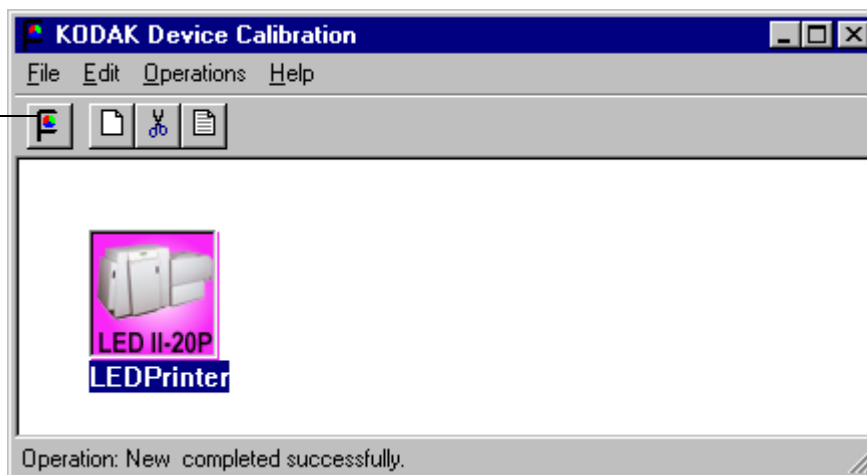 KODAK Device Calibration
File Edit Operations Help
LED II-20P
LEDPrinter
Operation: New  completed successfully.